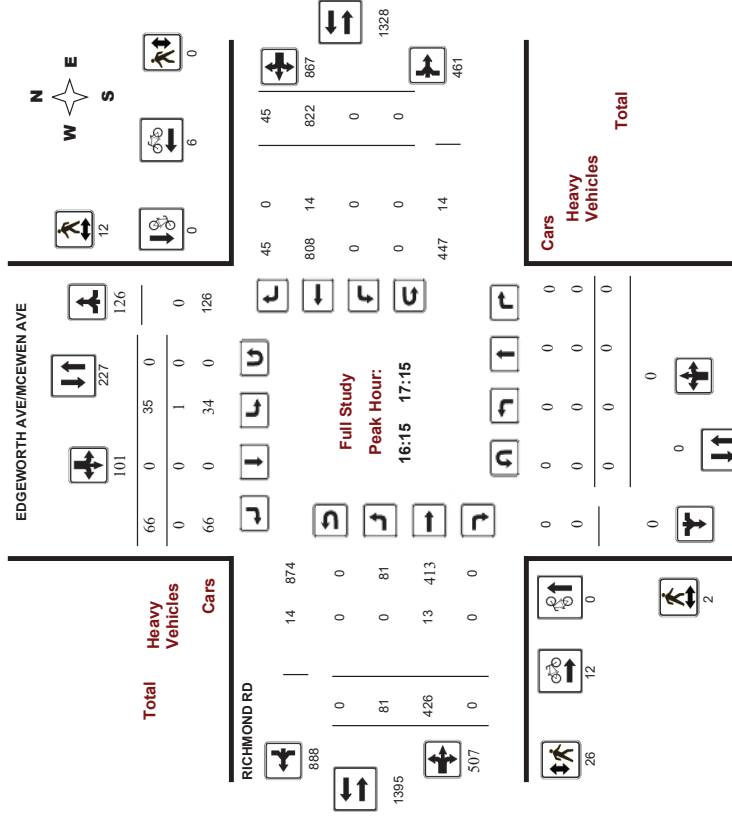 EDGEWORTH AVE/MCEWEN AVE
N
W E
S
101
227
126
12
0
0
6
Total 66 0 35 0
Heavy Vehicles 0 0 1 0 0
Cars 66 0 34 0 126
RICHMOND RD
888
1395
507
14 874
0 0 0
81 0 81
426 13 413
0 0 0
Full Study
Peak Hour:
16:15 17:15
45 0 45
808 14 822
0 0 0
0 0 0
447 14
867
1328
461
Cars
Heavy
Vehicles
Total
0 0 0 0 0
0 0 0 0 0
0 0 0 0
0 0 0
26
12
0
2